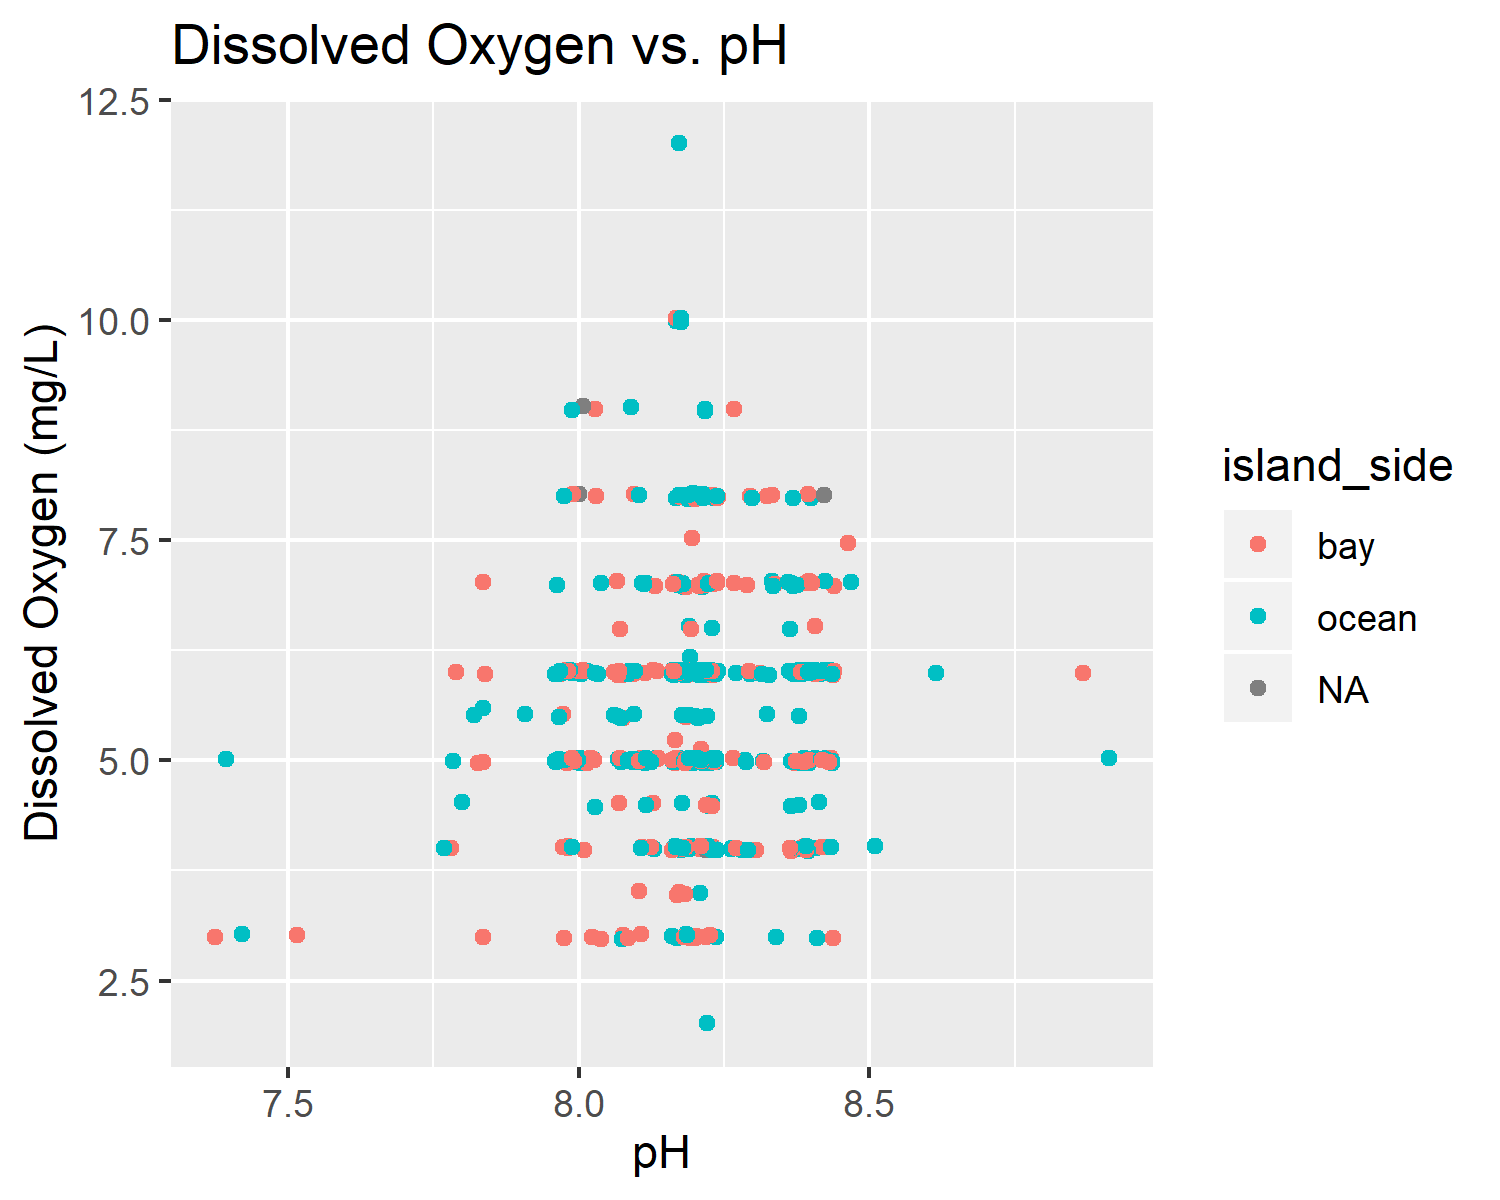 Dissolved Oxygen vs. pH
12.5
10.0
7.5
5.0
2.5
Dissolved Oxygen (mg/L)
7.5 8.0 8.5
pH
island_side
bay
ocean
NA